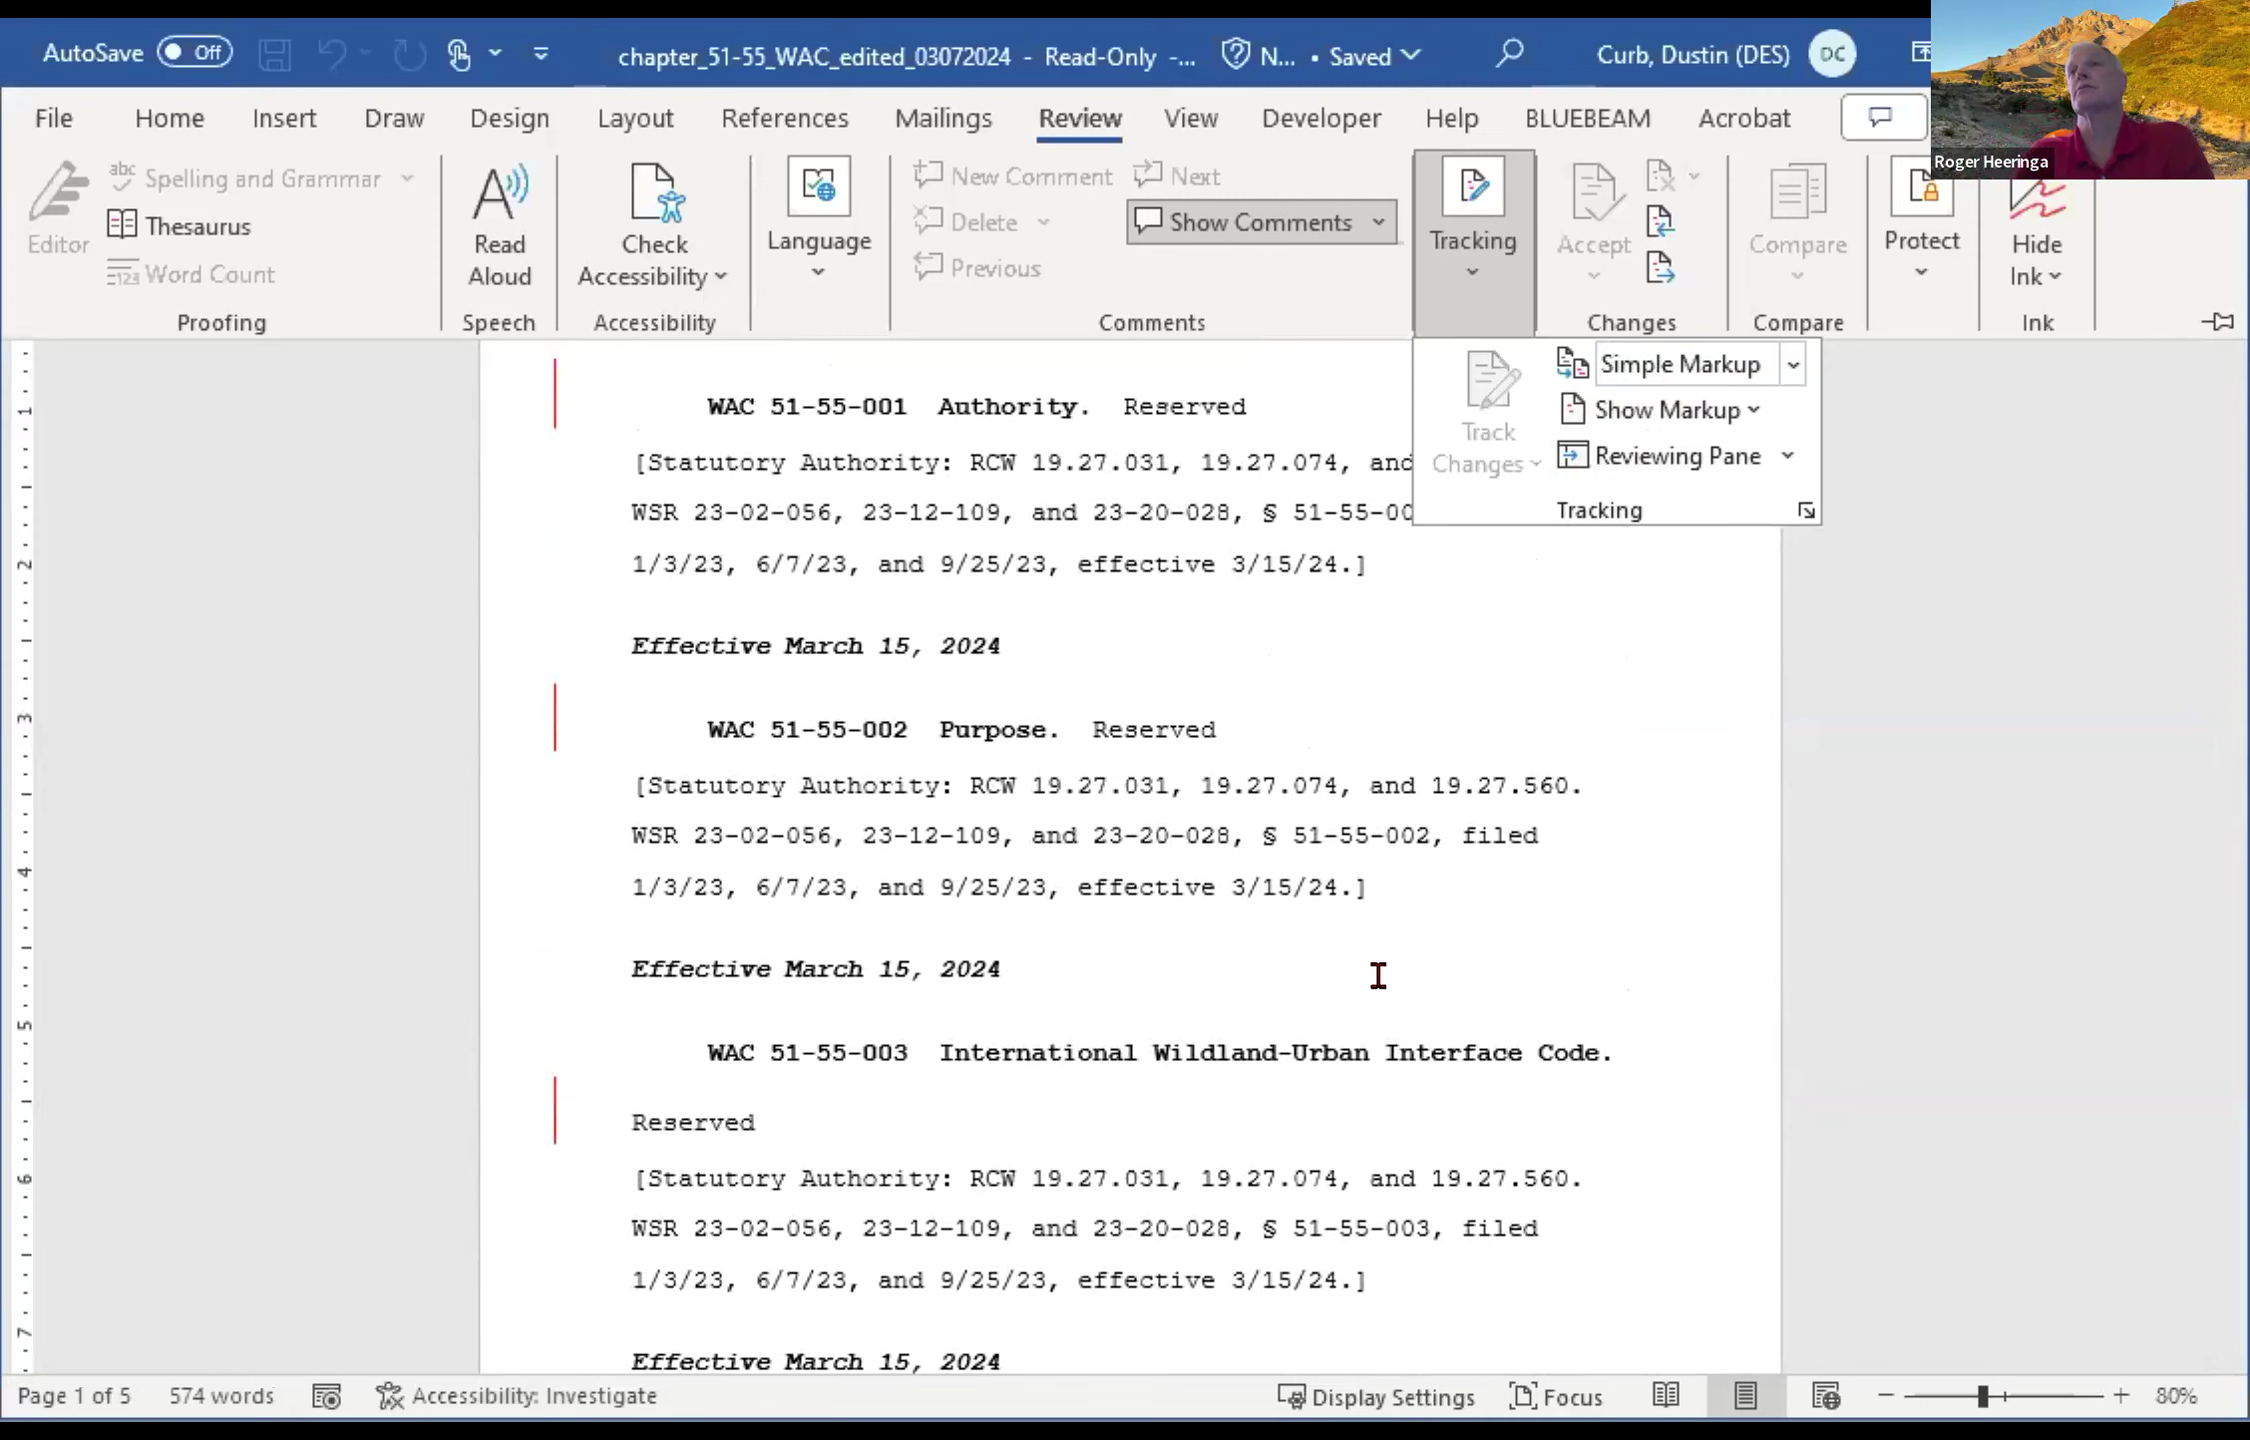 AutoSave Off chapter_51-55_WAC_edited_03072024 - Read-Only -... N... • Saved Curb, Dustin (DES) DC
File Home Insert Draw Design Layout References Mailings Review View Developer Help BLUEBEAM Acrobat
Roger Heeringa
Editor
abc Spelling and Grammar
Thesaurus
123 Word Count
Proofing
Read
Aloud
Speech
Check
Accessibility
Accessibility
Language
New Comment
Delete
Previous
Next
Show Comments
Comments
Tracking
Accept
Changes
Compare
Compare
Protect
Hide
Ink
Ink
Track
Changes
Simple Markup
Show Markup
Reviewing Pane
Tracking
WAC 51-55-001 Authority. Reserved
[Statutory Authority: RCW 19.27.031, 19.27.074, and
WSR 23-02-056, 23-12-109, and 23-20-028, § 51-55-00
1/3/23, 6/7/23, and 9/25/23, effective 3/15/24.]
Effective March 15, 2024
WAC 51-55-002 Purpose. Reserved
[Statutory Authority: RCW 19.27.031, 19.27.074, and 19.27.560.
WSR 23-02-056, 23-12-109, and 23-20-028, § 51-55-002, filed
1/3/23, 6/7/23, and 9/25/23, effective 3/15/24.]
Effective March 15, 2024
WAC 51-55-003 International Wildland-Urban Interface Code.
Reserved
[Statutory Authority: RCW 19.27.031, 19.27.074, and 19.27.560.
WSR 23-02-056, 23-12-109, and 23-20-028, § 51-55-003, filed
1/3/23, 6/7/23, and 9/25/23, effective 3/15/24.]
Effective March 15, 2024
1
2
3
4
5
6
7
Page 1 of 5 574 words Accessibility: Investigate Display Settings Focus 80%